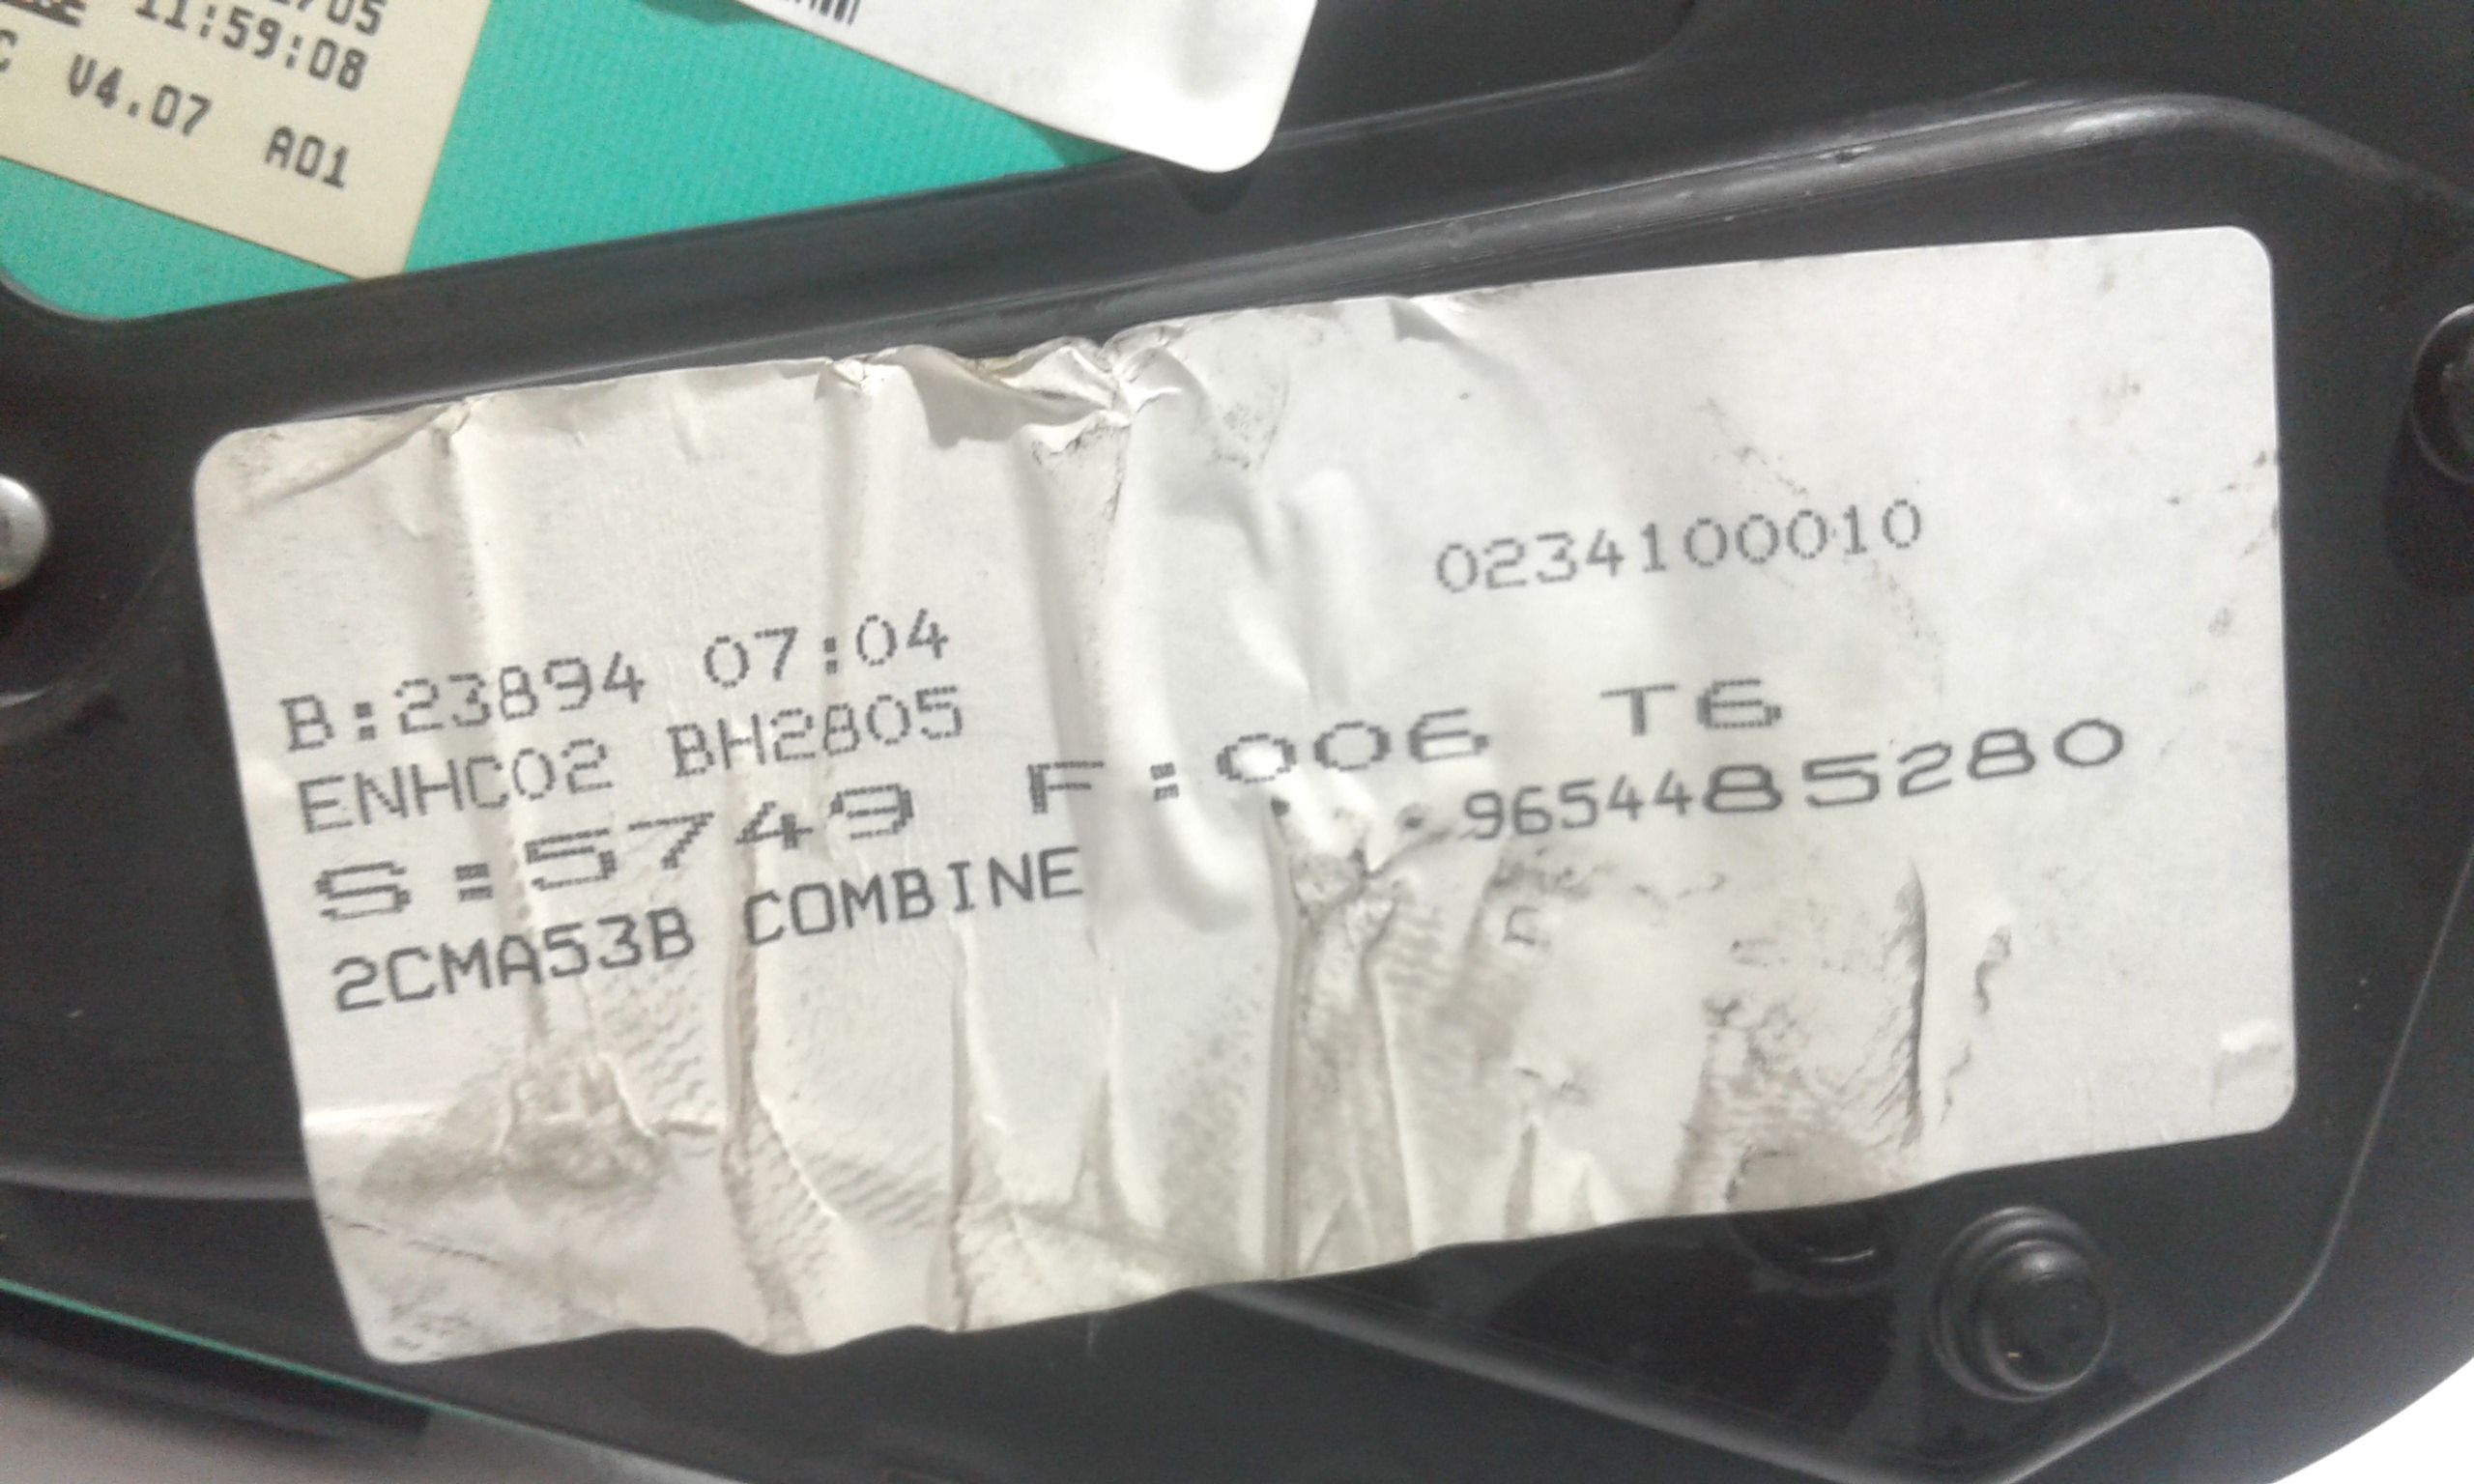 11:59:08
V4.07 A01
0234100010
B:23894 07:04
ENHC02 BH2805
S:5749 F:006 T6
9654485280
2CMA53B COMBINE